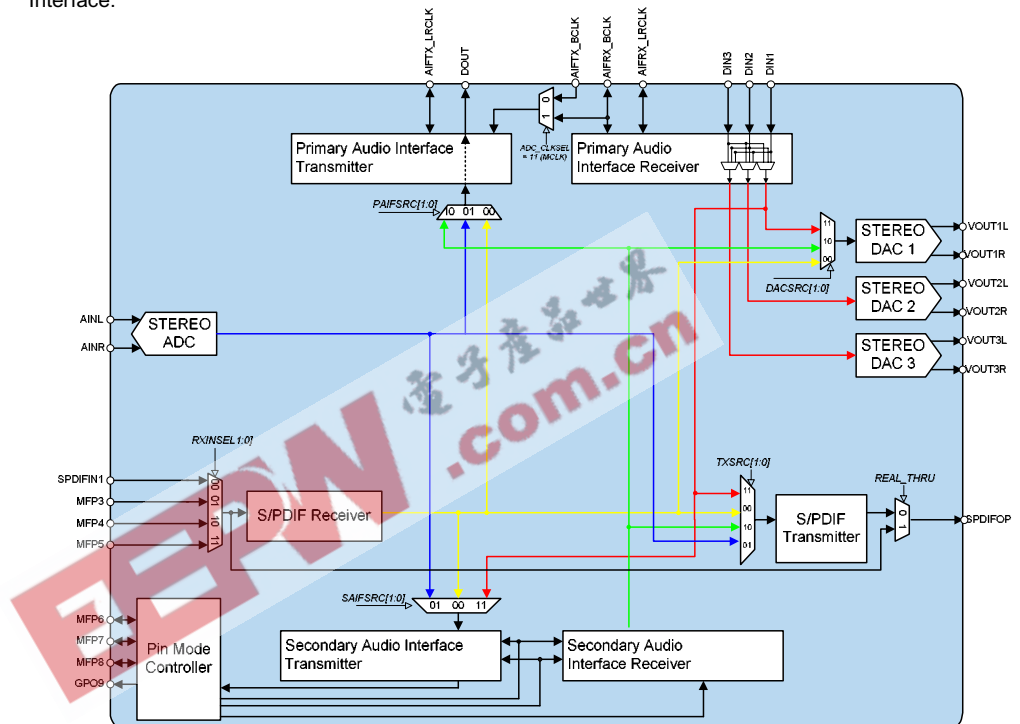 Interface.
AIFTX_LRCLK
DOUT
AIFTX_BCLK
AIFRX_BCLK
AIFRX_LRCLK
DIN3
DIN2
DIN1
Primary Audio Interface
Transmitter
1 0
ADC_CLKSEL
= 11 (MCLK)
Primary Audio
Interface Receiver
PAIFSRC[1:0]
10 01 00
11
10
00
DACSRC[1:0]
STEREO
DAC 1
VOUT1L
VOUT1R
STEREO
DAC 2
VOUT2L
VOUT2R
STEREO
DAC 3
VOUT3L
VOUT3R
AINL
AINR
STEREO
ADC
電子產品世界
EEPW.com.cn
RXINSEL1:0]
SPDIFIN1
MFP3
MFP4
MFP5
00
01
10
11
S/PDIF Receiver
TXSRC[1:0]
11
00
10
01
S/PDIF
Transmitter
REAL_THRU
0
1
SPDIFOP
SAIFSRC[1:0]
01 00 11
MFP6
MFP7
MFP8
GPO9
Pin Mode
Controller
Secondary Audio Interface
Transmitter
Secondary Audio
Interface Receiver